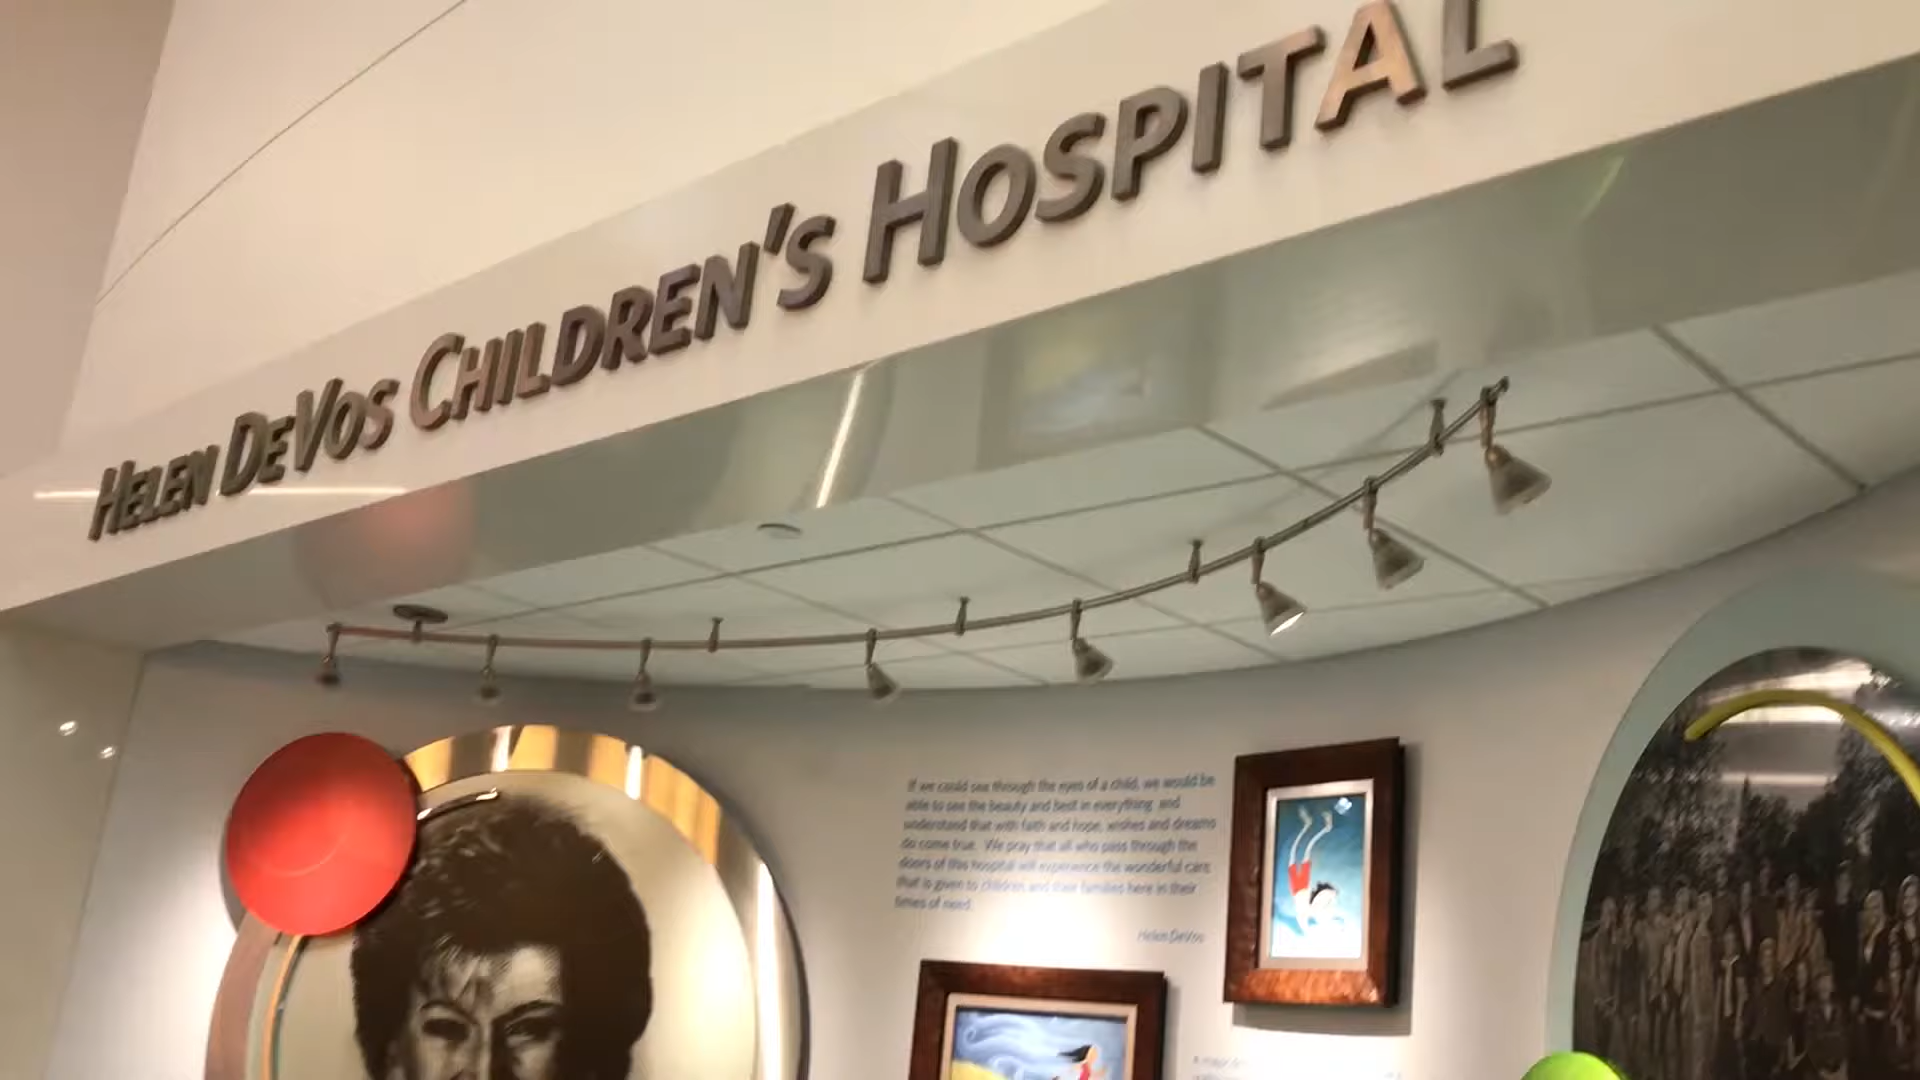 HELEN DEVOS CHILDREN'S HOSPITAL
If we could see through the eyes of a child, we would be
able to see the beauty and best in everything and
understand that with faith and hope, wishes and dreams
do come true. We pray that all who pass through the
doors of this hospital will experience the wonderful care
that is given to children and their families here in their
times of need.
Helen DeVos